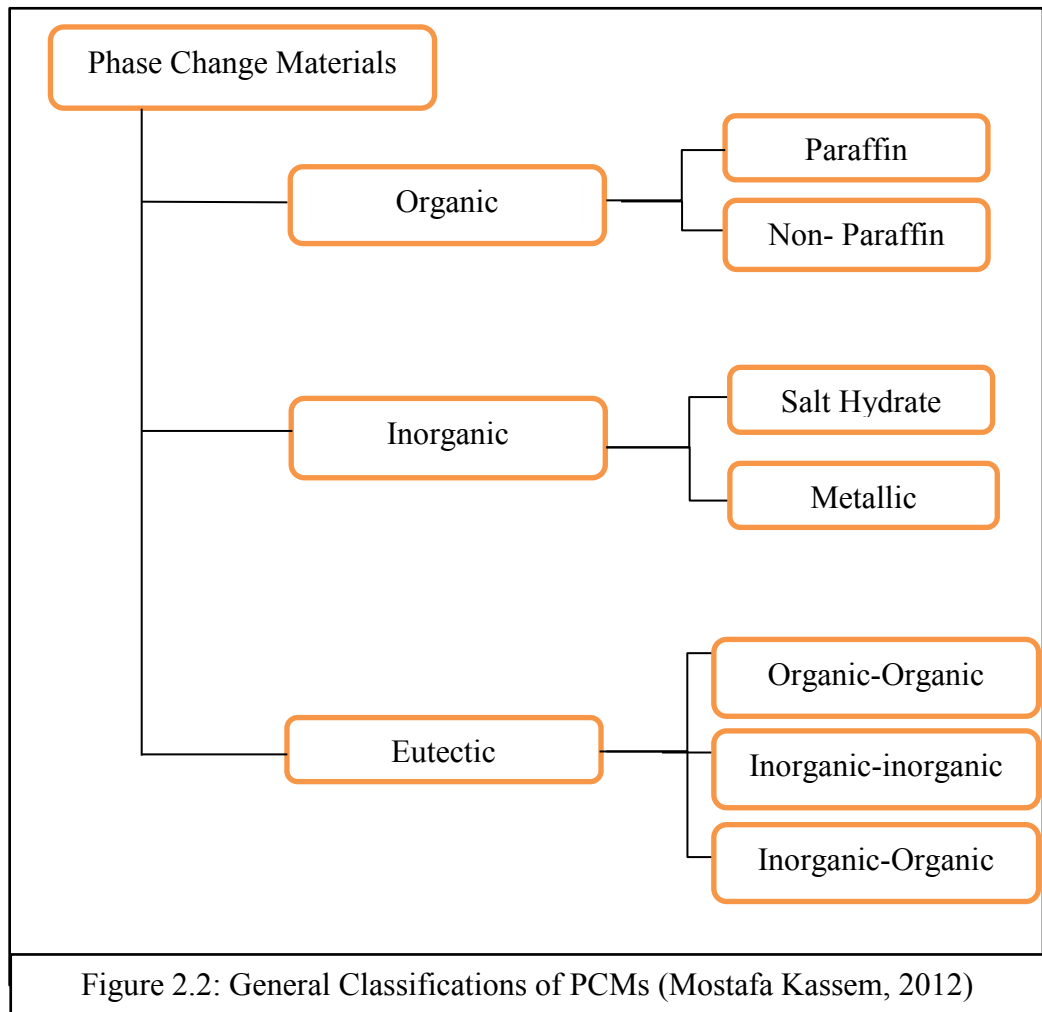 Phase Change Materials
Organic
Paraffin
Non- Paraffin
Inorganic
Salt Hydrate
Metallic
Eutectic
Organic-Organic
Inorganic-inorganic
Inorganic-Organic
Figure 2.2: General Classifications of PCMs (Mostafa Kassem, 2012)